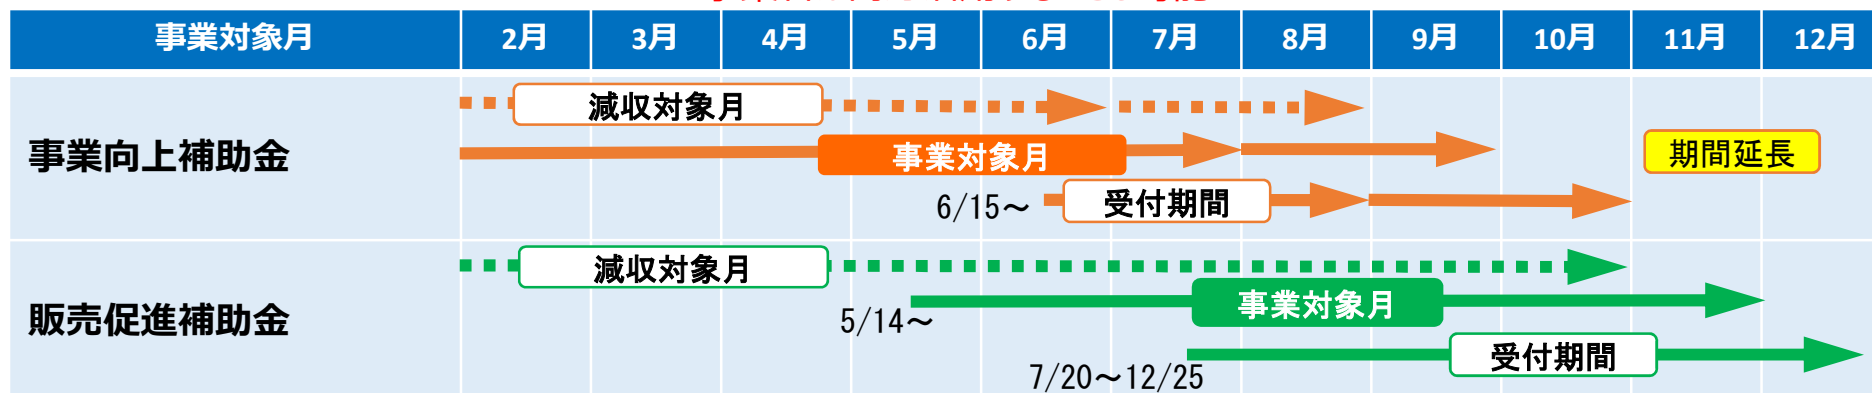 事業対象月 2月 3月 4月 5月 6月 7月 8月 9月 10月 11月 12月
減収対象月
事業向上補助金
事業対象月
期間延長
6/15～
受付期間
減収対象月
販売促進補助金
事業対象月
5/14～
受付期間
7/20～12/25